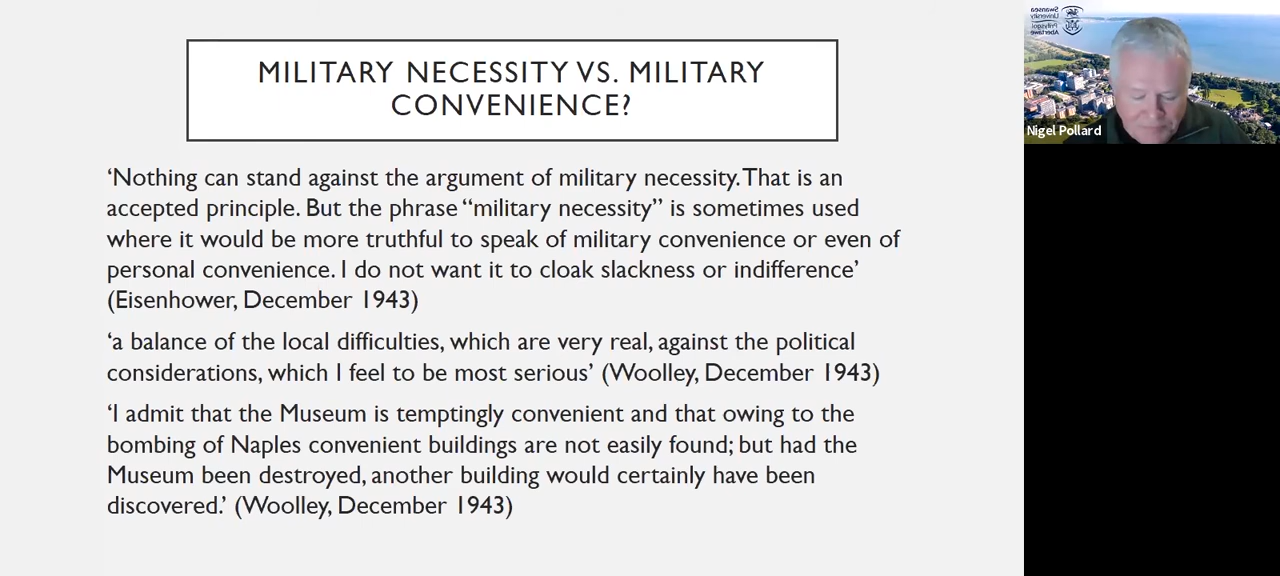 MILITARY NECESSITY VS. MILITARY
CONVENIENCE?
‘Nothing can stand against the argument of military necessity. That is an
accepted principle. But the phrase “military necessity” is sometimes used
where it would be more truthful to speak of military convenience or even of
personal convenience. I do not want it to cloak slackness or indifference’
(Eisenhower, December 1943)
‘a balance of the local difficulties, which are very real, against the political
considerations, which I feel to be most serious’ (Woolley, December 1943)
‘I admit that the Museum is temptingly convenient and that owing to the
bombing of Naples convenient buildings are not easily found; but had the
Museum been destroyed, another building would certainly have been
discovered.’ (Woolley, December 1943)
Swansea
University
Prifysgol
Abertawe
Nigel Pollard